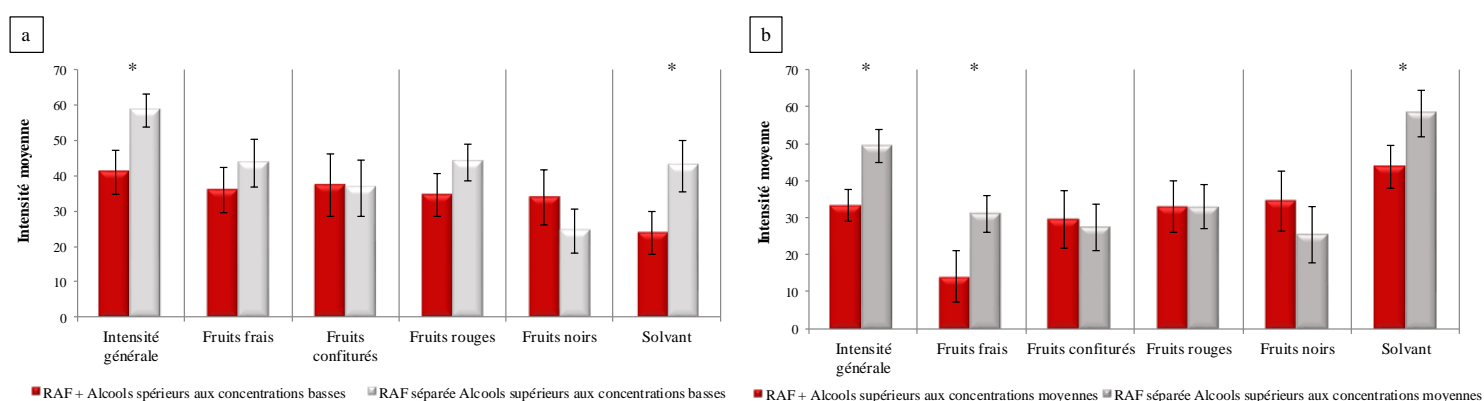 a
70
60
50
40
30
20
10
0
Intensité moyenne
*
*
Intensité
générale
Fruits frais
Fruits
confiturés
Fruits rouges
Fruits noirs
Solvant
RAF + Alcools spérieurs aux concentrations basses
RAF séparée Alcools supérieurs aux concentrations basses
b
70
60
50
40
30
20
10
0
Intensité moyenne
*
*
*
Intensité
générale
Fruits frais
Fruits confiturés
Fruits rouges
Fruits noirs
Solvant
RAF + Alcools supérieurs aux concentrations moyennes
RAF séparée Alcools supérieurs aux concentrations moyennes